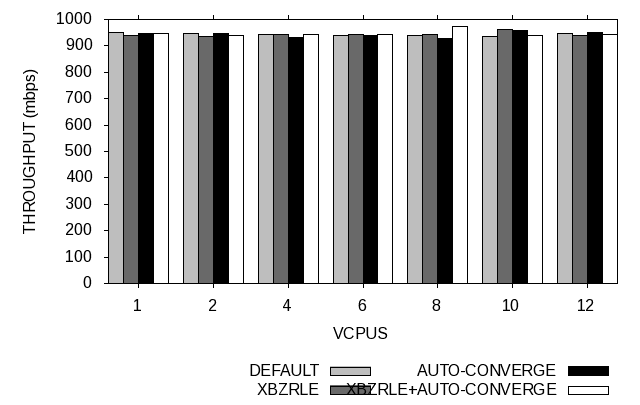 1000
900
800
700
600
500
400
300
200
100
0
THROUGHPUT (mbps)
1 2 4 6 8 10 12
VCPUS
DEFAULT AUTO-CONVERGE
XBZRLE XBZRLE+AUTO-CONVERGE